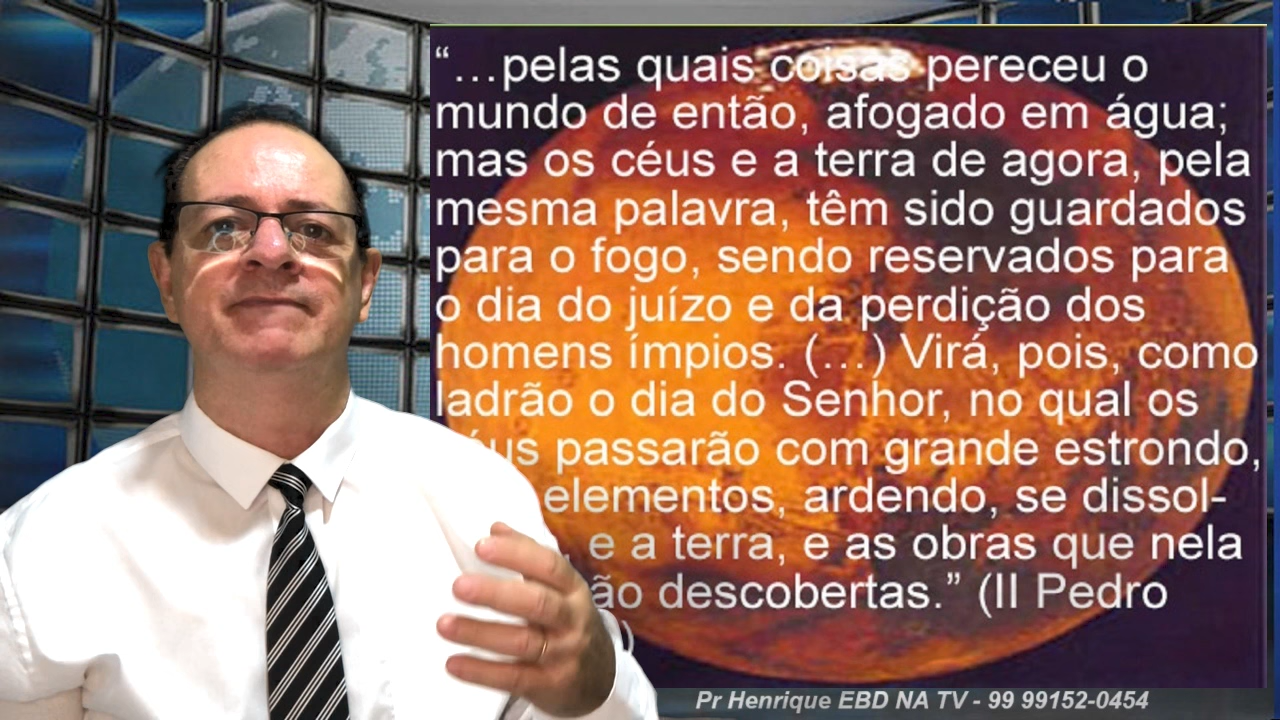 “…pelas quais coisas pereceu o
mundo de então, afogado em água;
mas os céus e a terra de agora, pela
mesma palavra, têm sido guardados
para o fogo, sendo reservados para
o dia do juízo e da perdição dos
homens ímpios. (…) Virá, pois, como
ladrão o dia do Senhor, no qual os
passarão com grande estrondo,
elementos, ardendo, se dissol-
e a terra, e as obras que nela
descobertas.” (II Pedro
)
Pr Henrique EBD NA TV - 99 99152-0454